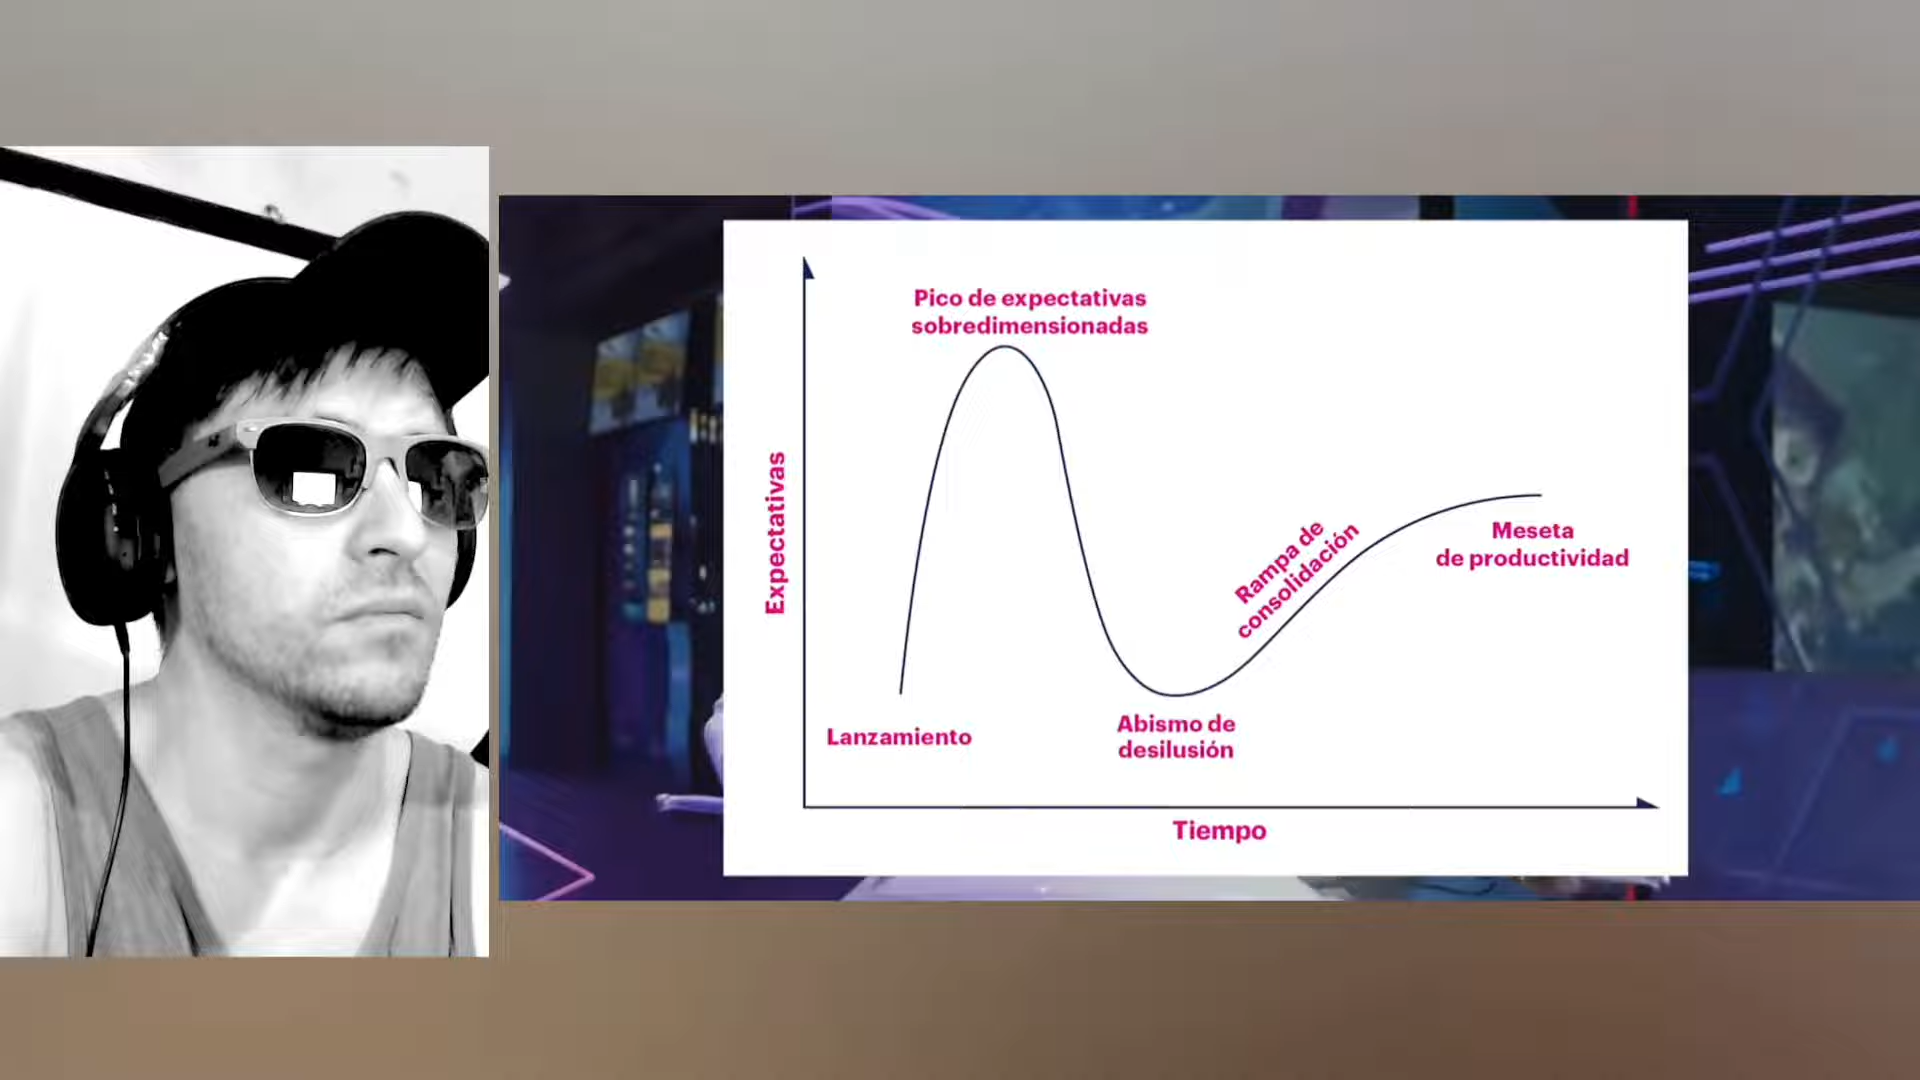 Pico de expectativas
sobredimensionadas
Expectativas
Rampa de
consolidación
Meseta
de productividad
Lanzamiento
Abismo de
desilusión
Tiempo